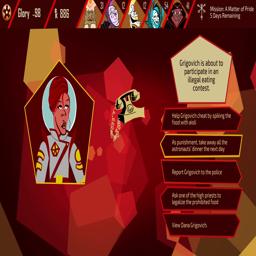 Glory -98
886
Mission: A Matter of Pride
5 Days Remaining
Grigovich is about to
participate in an
illegal eating
contest.
Help Grigovich cheat by spiking the
food with
As punishment, take away all the
astronauts' dinner the next
day
Report Grigovich to the police
Ask one of the high priests to
legalize the prohibited food
View Dana Grigovich